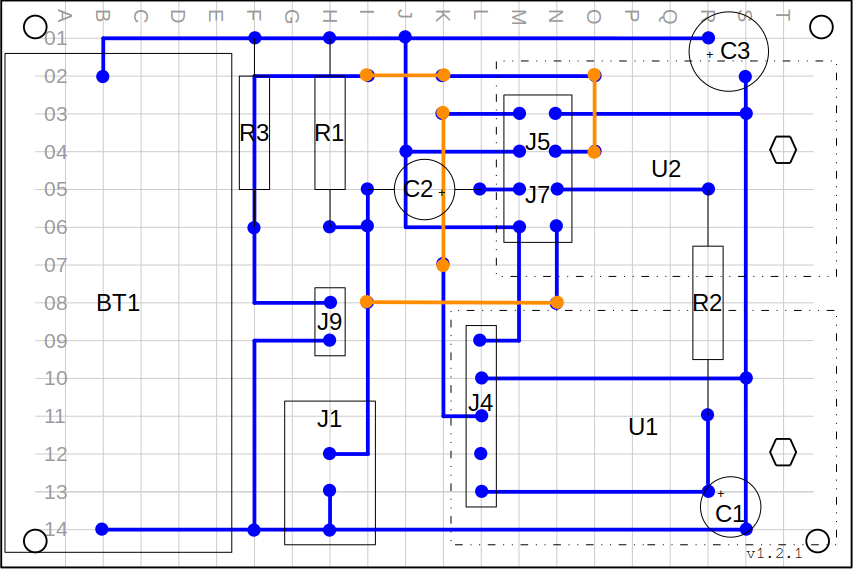 A B C D E F G H I J K L M N O P Q R S T
01
C3
+
02
03
R3 R1
J5
04
U2
C2 +
J7
05
06
07
08
BT1
R2
J9
09
10
J4
11
J1
U1
12
13
+
C1
14
v1.2.1